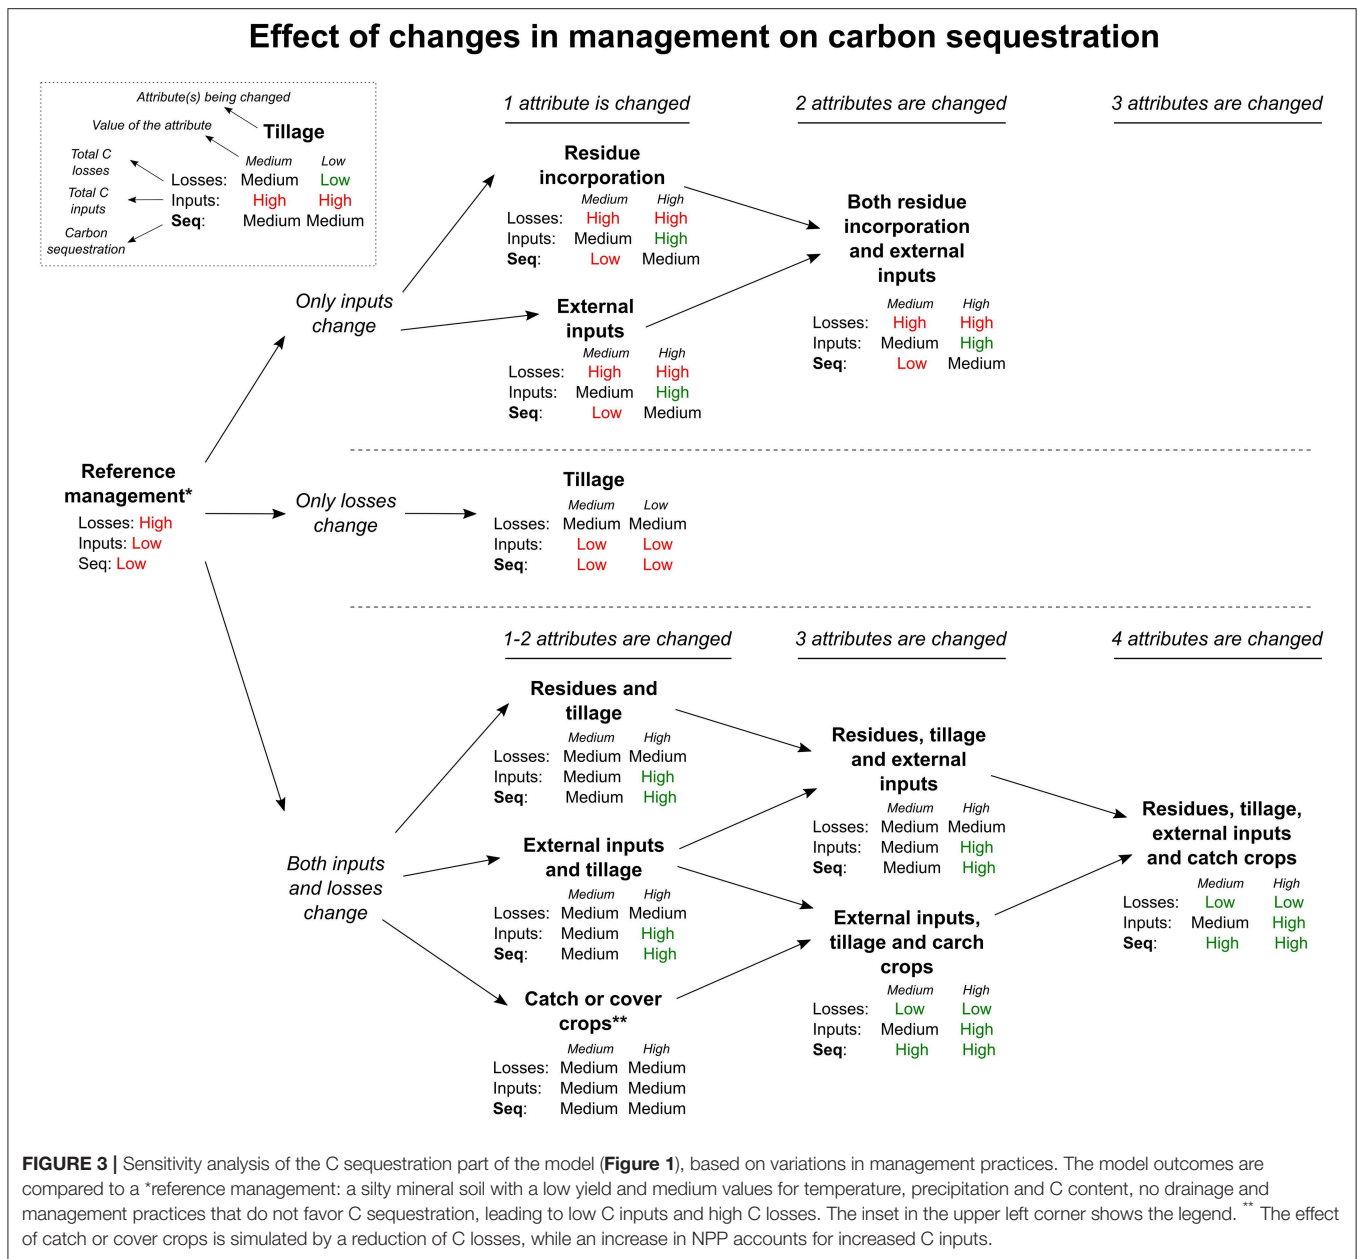 Effect of changes in management on carbon sequestration
Attribute(s) being changed
Value of the attribute
Tillage
Total C
losses
Medium Low
Losses: Medium Low
Total C
inputs
Inputs: High High
Seq: Medium Medium
Carbon
sequestration
1 attribute is changed
2 attributes are changed
3 attributes are changed
Only inputs
change
Residue
incorporation
Medium High
Losses: High High
Inputs: Medium High
Seq: Low Medium
External
inputs
Medium High
Losses: High High
Inputs: Medium High
Seq: Low Medium
Both residue
incorporation
and external
inputs
Medium High
Losses: High High
Inputs: Medium High
Seq: Low Medium
Reference
management*
Losses: High
Inputs: Low
Seq: Low
Only losses
change
Tillage
Medium Low
Losses: Medium Medium
Inputs: Low Low
Seq: Low Low
1-2 attributes are changed
3 attributes are changed
4 attributes are changed
Both inputs
and losses
change
Residues and
tillage
Medium High
Losses: Medium Medium
Inputs: Medium High
Seq: Medium High
External inputs
and tillage
Medium High
Losses: Medium Medium
Inputs: Medium High
Seq: Medium High
Catch or cover
crops**
Medium High
Losses: Medium Medium
Inputs: Medium Medium
Seq: Medium Medium
Residues, tillage
and external
inputs
Medium High
Losses: Medium Medium
Inputs: Medium High
Seq: Medium High
External inputs,
tillage and carch
crops
Medium High
Losses: Low Low
Inputs: Medium High
Seq: High High
Residues, tillage,
external inputs
and catch crops
Medium High
Losses: Low Low
Inputs: Medium High
Seq: High High
FIGURE 3 | Sensitivity analysis of the C sequestration part of the model (Figure 1), based on variations in management practices. The model outcomes are
compared to a *reference management: a silty mineral soil with a low yield and medium values for temperature, precipitation and C content, no drainage and
management practices that do not favor C sequestration, leading to low C inputs and high C losses. The inset in the upper left corner shows the legend. ** The effect
of catch or cover crops is simulated by a reduction of C losses, while an increase in NPP accounts for increased C inputs.